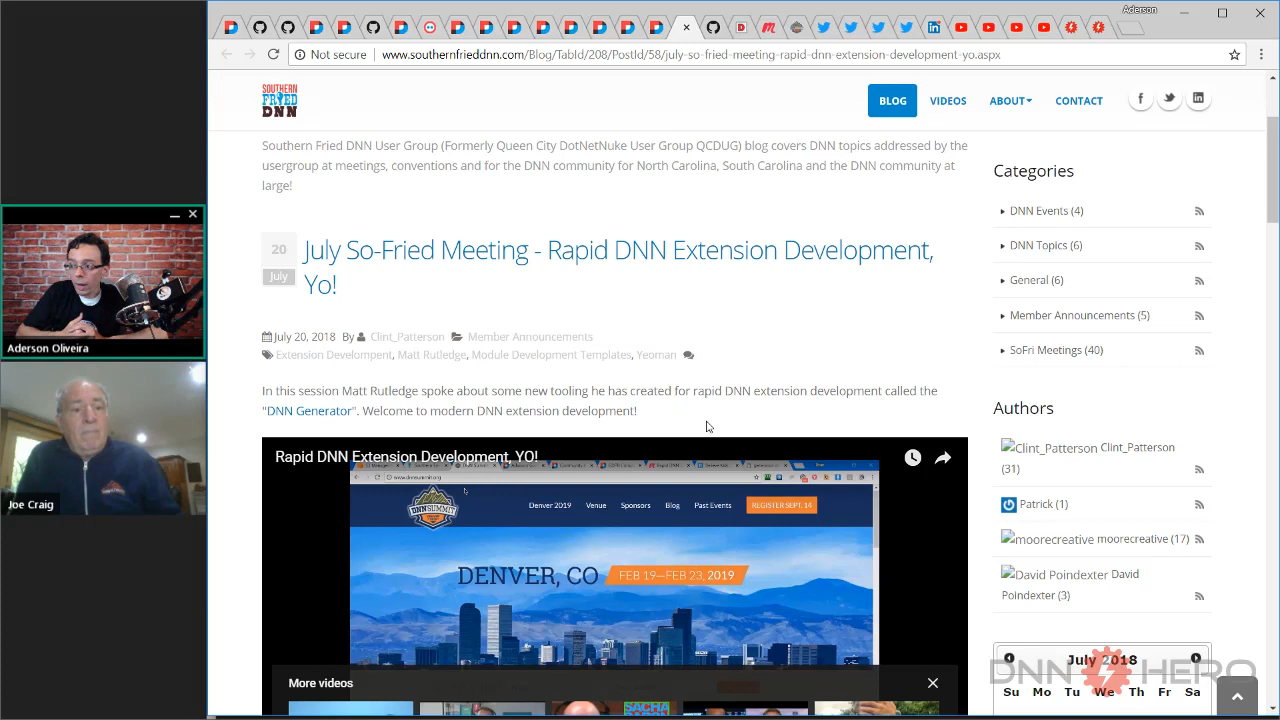 Aderson
Not secure
www.southernfrieddnn.com/Blog/TabId/208/PostId/58/july-so-fried-meeting-rapid-dnn-extension-development-yo.aspx
SOUTHERN
FRIED
DNN
BLOG
VIDEOS
ABOUT
CONTACT
Southern Fried DNN User Group (Formerly Queen City DotNetNuke User Group QCDUG) blog covers DNN topics addressed by the
usergroup at meetings, conventions and for the DNN community for North Carolina, South Carolina and the DNN community at
large!
20
July
July So-Fried Meeting - Rapid DNN Extension Development,
Yo!
July 20, 2018 By Clint_Patterson Member Announcements
Extension Develompent, Matt Rutledge, Module Development Templates, Yeoman
In this session Matt Rutledge spoke about some new tooling he has created for rapid DNN extension development called the
"DNN Generator". Welcome to modern DNN extension development!
Rapid DNN Extension Development, YO!
www.dnnsummit.org
DNN SUMMIT
Denver 2019
Venue
Sponsors
Blog
Past Events
REGISTER SEPT. 14
DENVER, CO
FEB 19—FEB 23, 2019
More videos
SACHA
Categories
DNN Events (4)
DNN Topics (6)
General (6)
Member Announcements (5)
SoFri Meetings (40)
Authors
Clint_Patterson Clint_Patterson
(31)
Patrick (1)
moorecreative moorecreative (17)
David Poindexter David
Poindexter (3)
July 2018
Su Mo Tu We Th Fr Sa
DNN HERO
Aderson Oliveira
Joe Craig